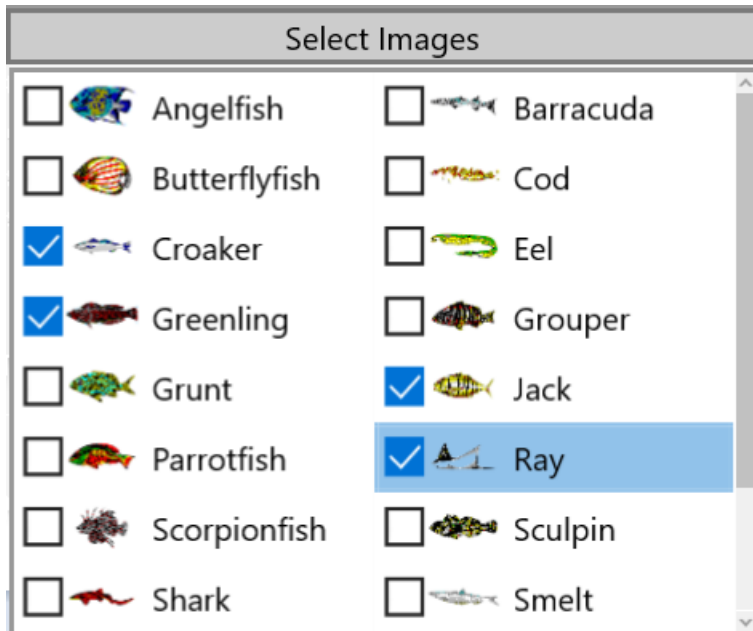 Select Images
Angelfish Barracuda
Butterflyfish Cod
Croaker Eel
Greenling Grouper
Grunt Jack
Parrotfish Ray
Scorpionfish Sculpin
Shark Smelt